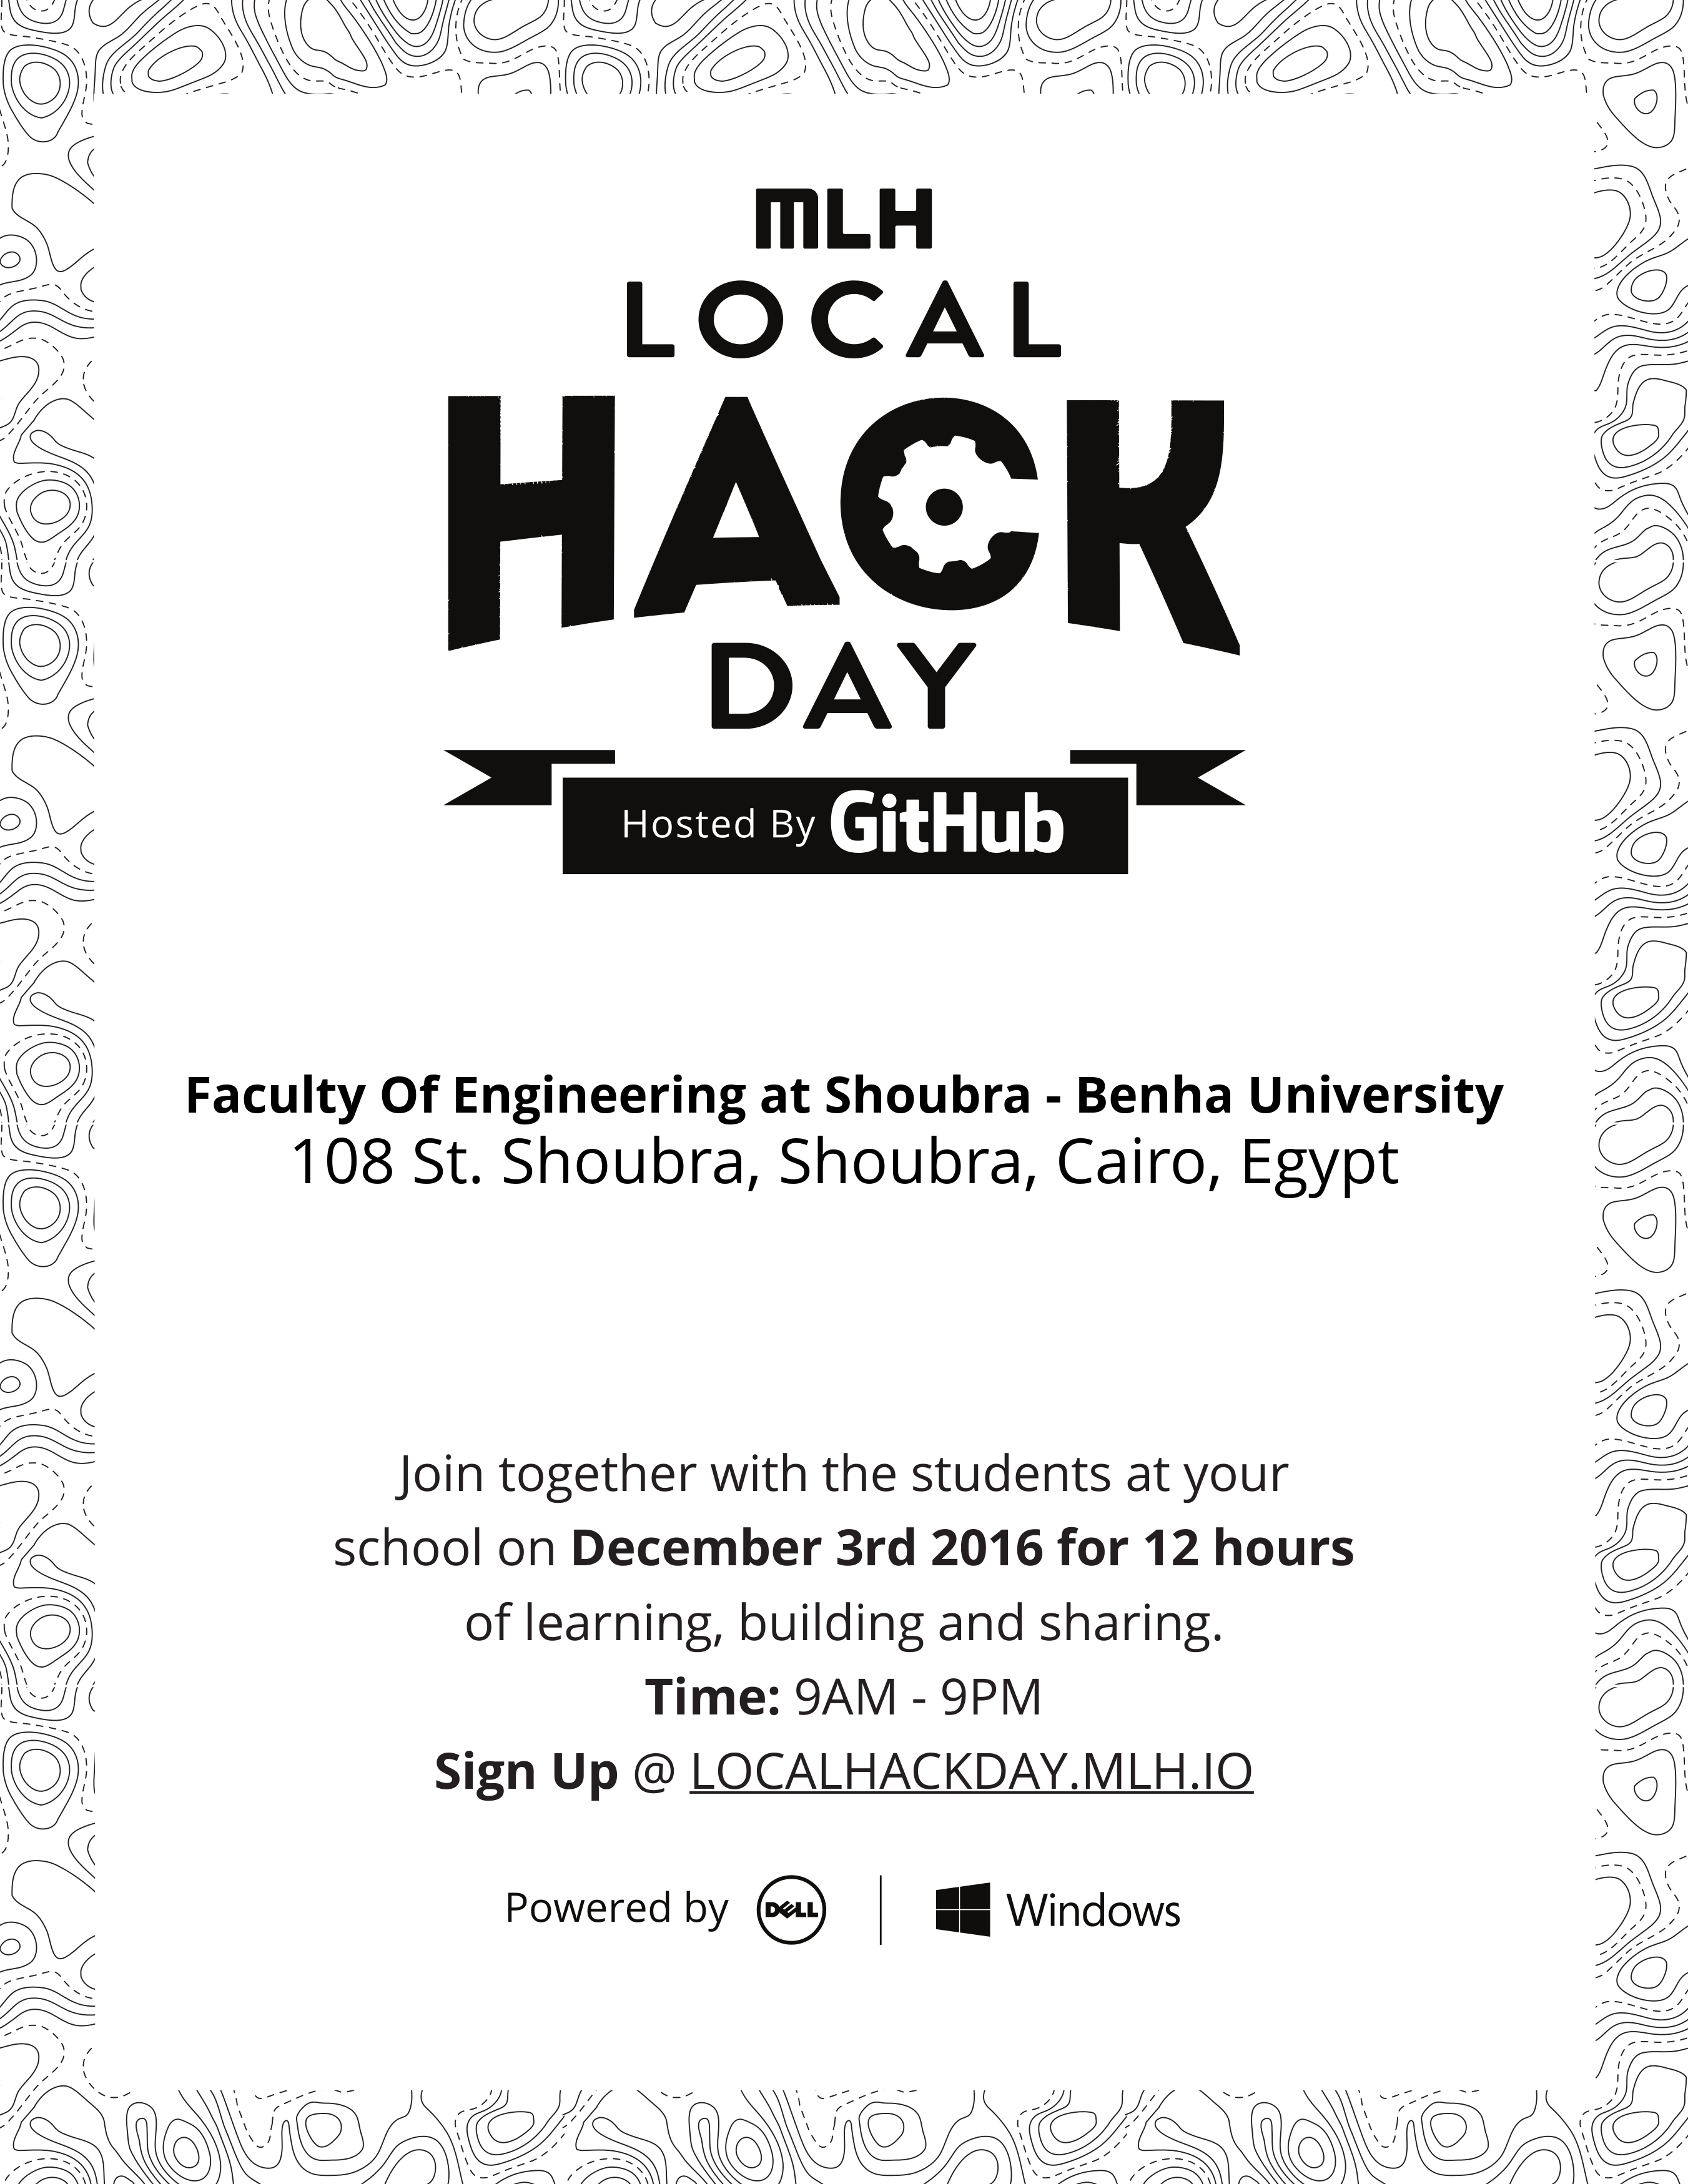 MLH
LOCAL
HACK
DAY
Hosted By GitHub
Faculty Of Engineering at Shoubra - Benha University
108 St. Shoubra, Shoubra, Cairo, Egypt
Join together with the students at your
school on December 3rd 2016 for 12 hours
of learning, building and sharing.
Time: 9AM - 9PM
Sign Up @ LOCALHACKDAY.MLH.IO
Powered by DELL | Windows